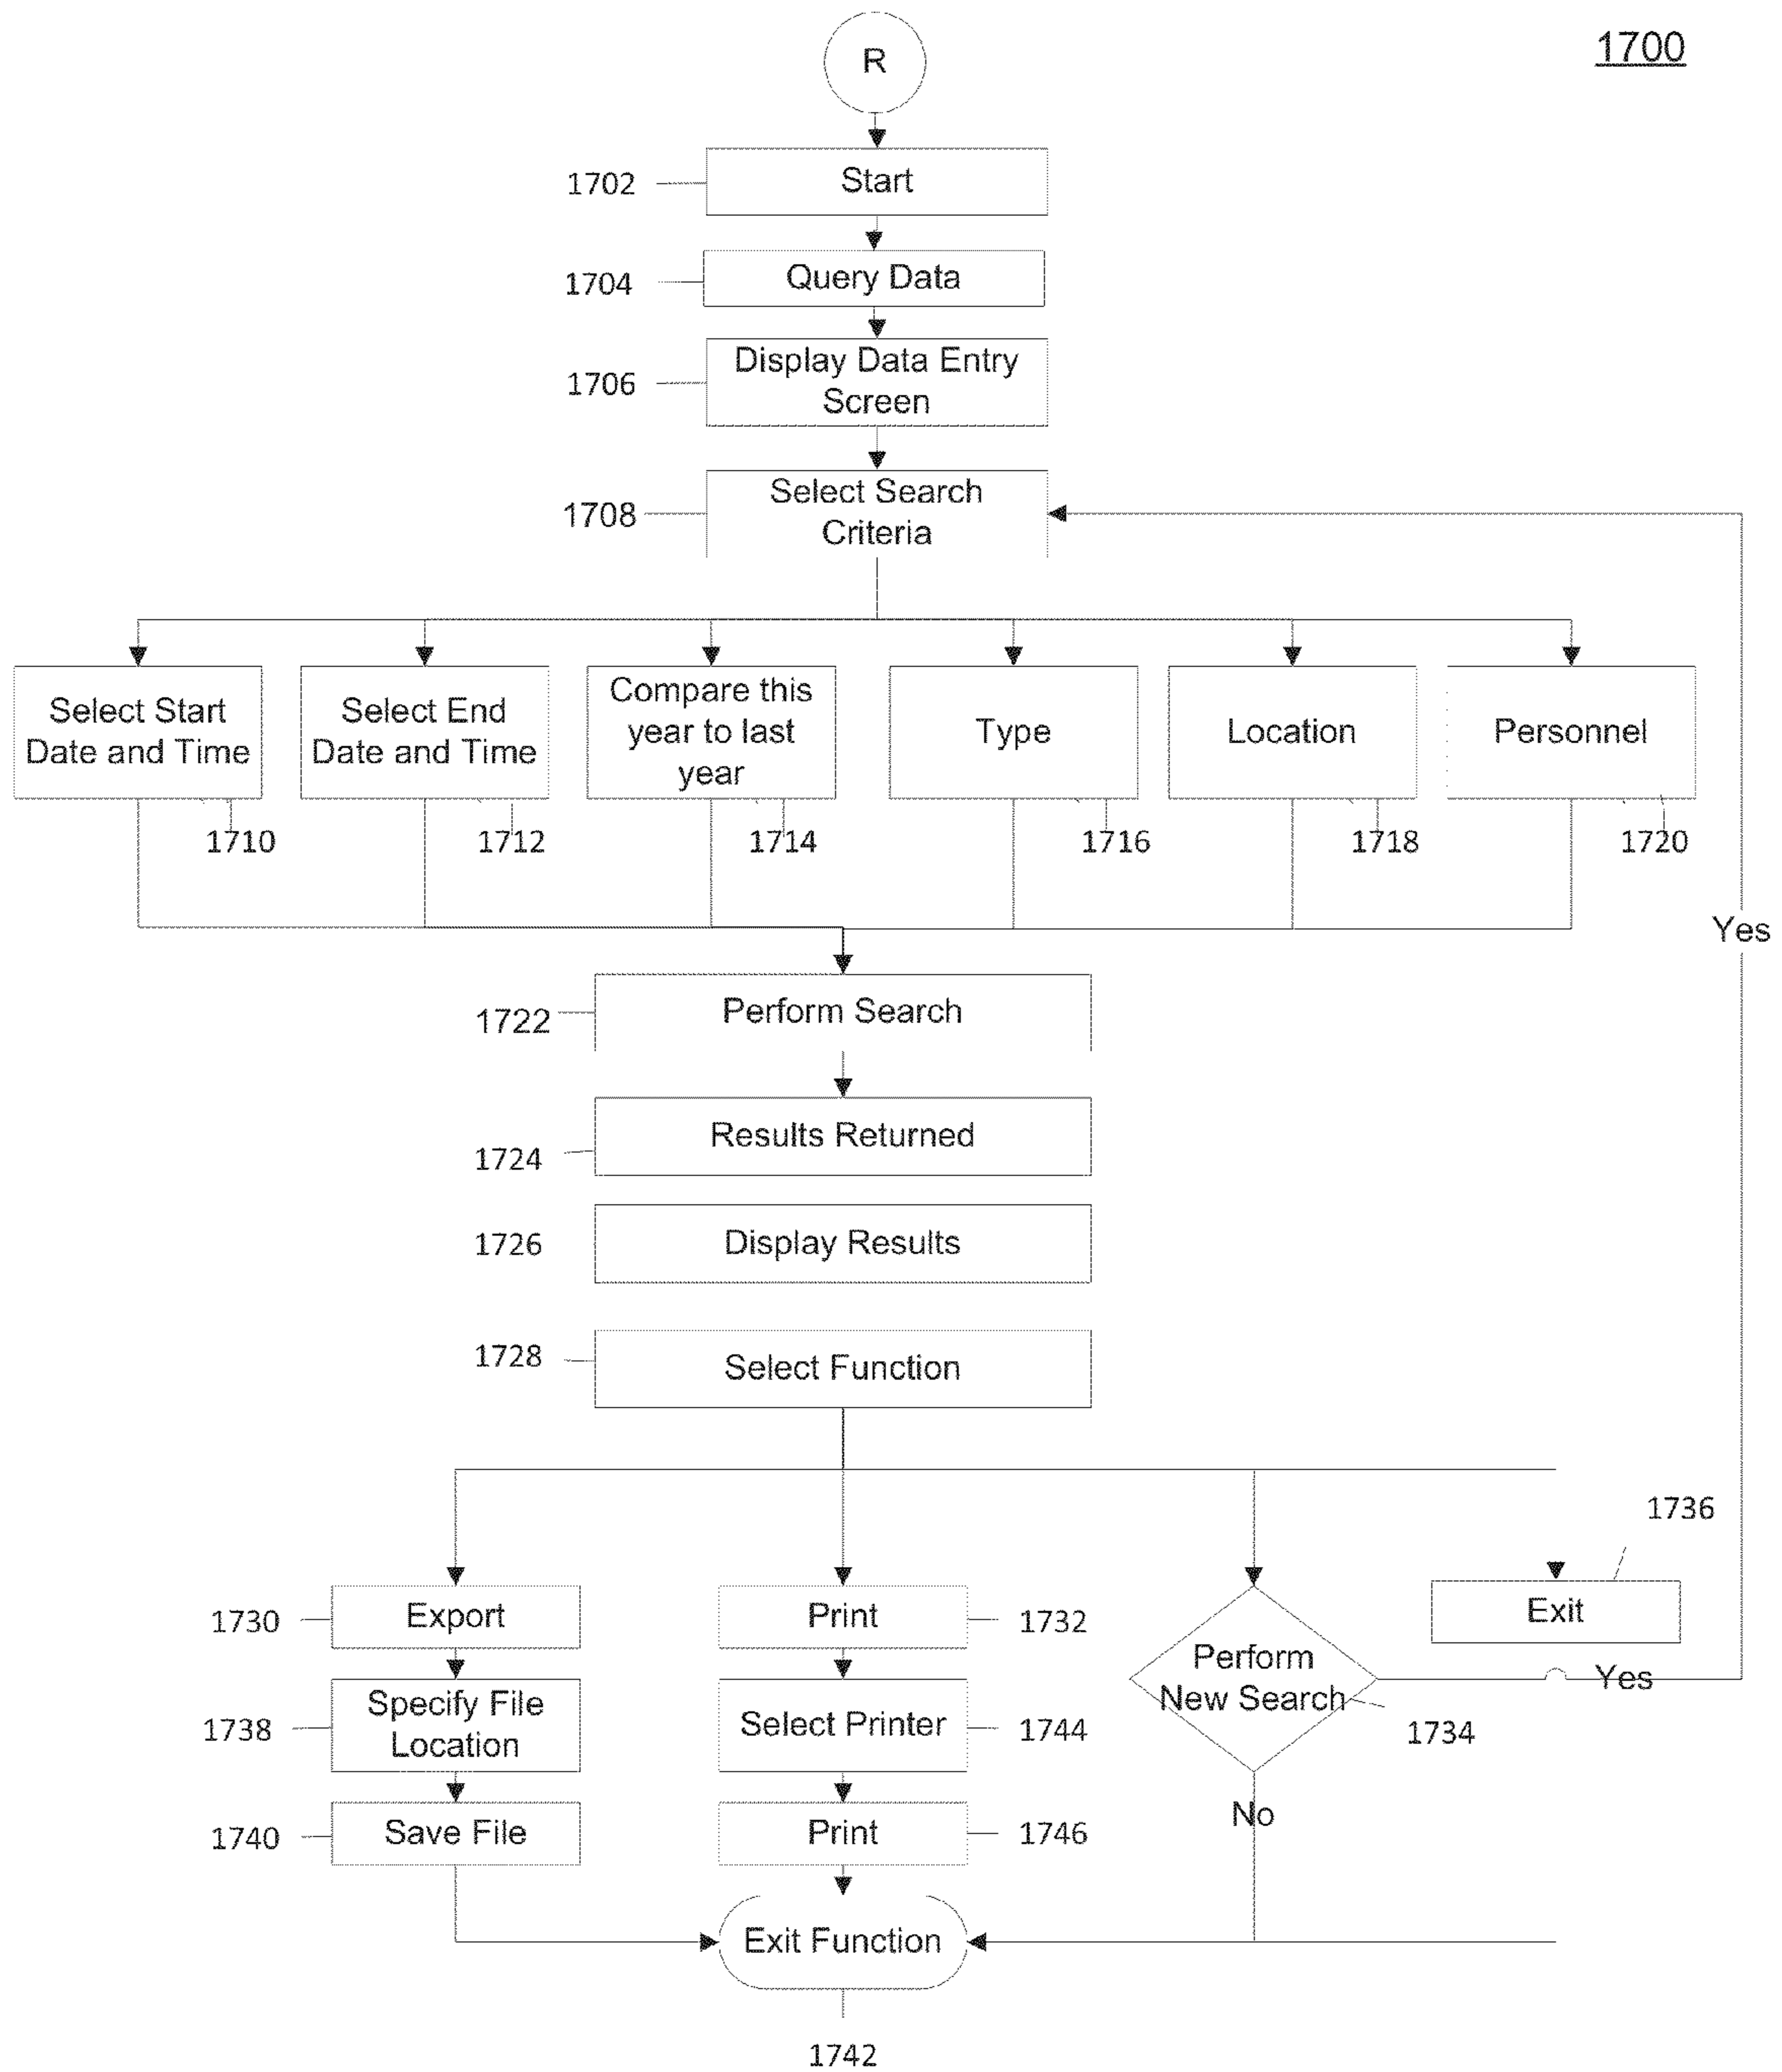 1700
R
1702
Start
1704
Query Data
1706
Display Data Entry
Screen
1708
Select Search
Criteria
Select Start
Date and Time
Select End
Date and Time
Compare this
year to last
year
Type
Location
Personnel
1710
1712
1714
1716
1718
1720
Yes
1722
Perform Search
1724
Results Returned
1726
Display Results
1728
Select Function
1736
1730
Export
Print
1732
Exit
Perform
New Search
Yes
1734
1738
Specify File
Location
Select Printer
1744
No
1740
Save File
Print
1746
Exit Function
1742